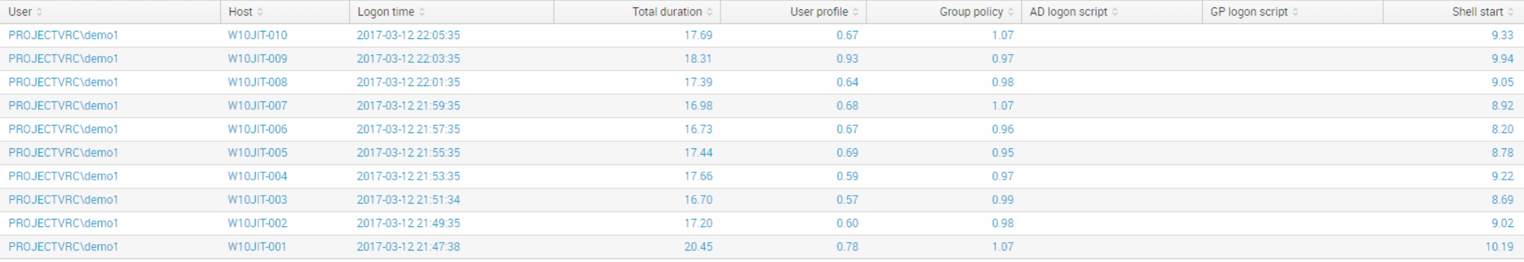 User Host Logon time Total duration User profile Group policy AD logon script GP logon script Shell start
PROJECTVRC\demo1 W10JIT-010 2017-03-12 22:05:35 17.69 0.67 1.07 9.33
PROJECTVRC\demo1 W10JIT-009 2017-03-12 22:03:35 18.31 0.93 0.97 9.94
PROJECTVRC\demo1 W10JIT-008 2017-03-12 22:01:35 17.39 0.64 0.98 9.05
PROJECTVRC\demo1 W10JIT-007 2017-03-12 21:59:35 16.98 0.68 1.07 8.92
PROJECTVRC\demo1 W10JIT-006 2017-03-12 21:57:35 16.73 0.67 0.96 8.20
PROJECTVRC\demo1 W10JIT-005 2017-03-12 21:55:35 17.44 0.69 0.95 8.78
PROJECTVRC\demo1 W10JIT-004 2017-03-12 21:53:35 17.66 0.59 0.97 9.22
PROJECTVRC\demo1 W10JIT-003 2017-03-12 21:51:34 16.70 0.57 0.99 8.69
PROJECTVRC\demo1 W10JIT-002 2017-03-12 21:49:35 17.20 0.60 0.98 9.02
PROJECTVRC\demo1 W10JIT-001 2017-03-12 21:47:38 20.45 0.78 1.07 10.19